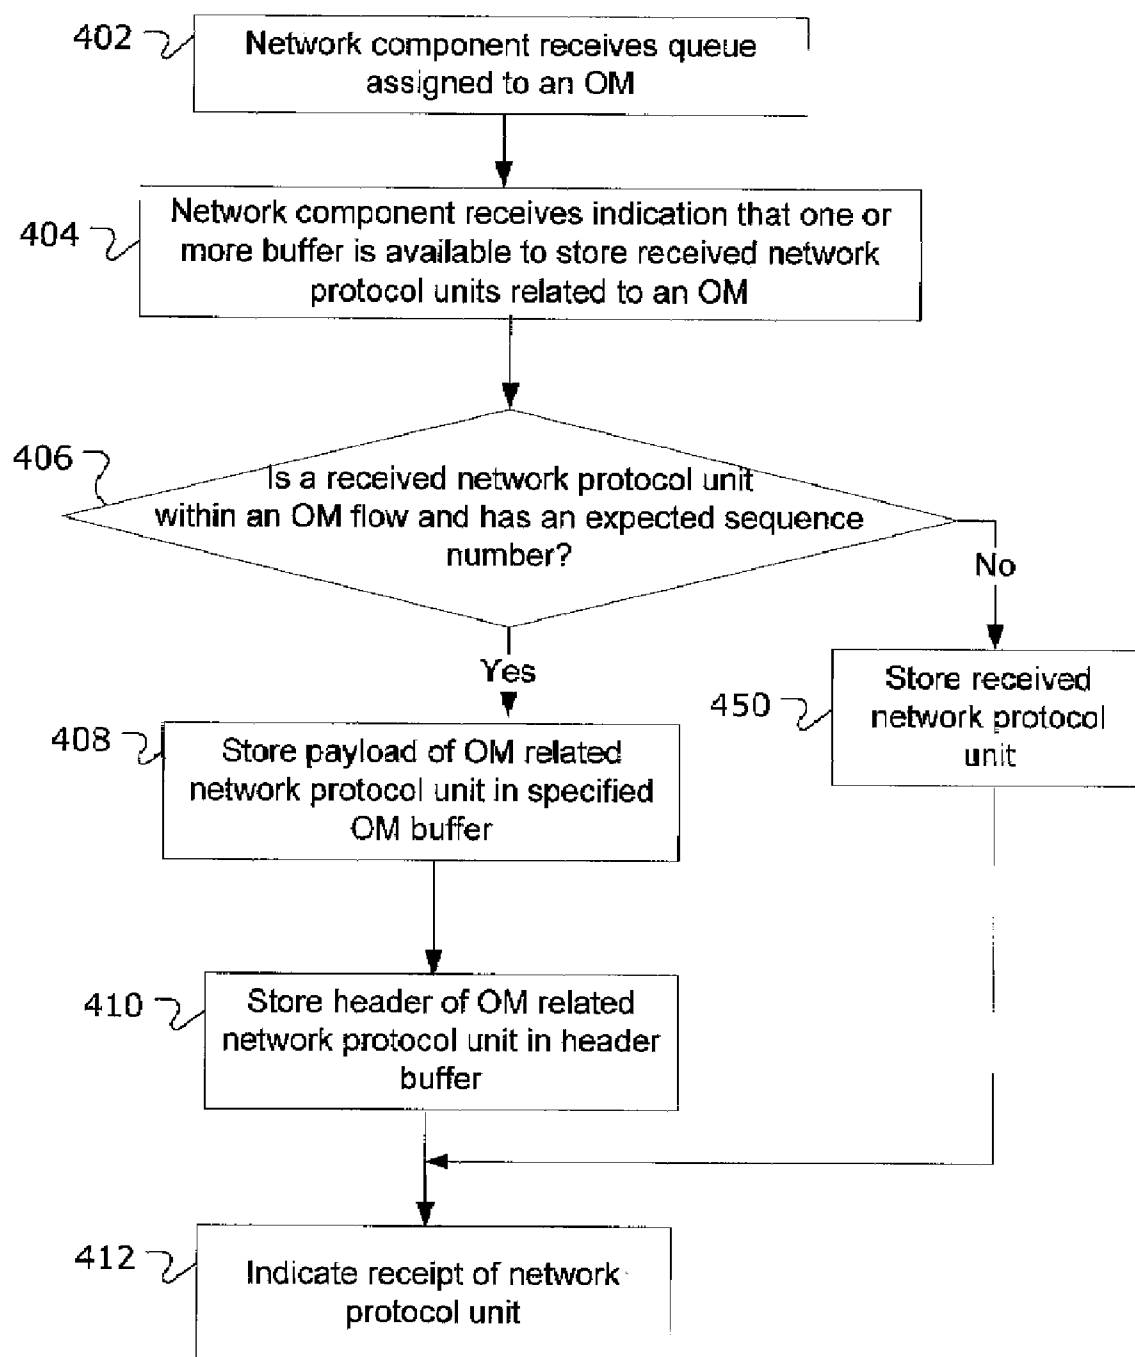 402
Network component receives queue
assigned to an OM
404
Network component receives indication that one or
more buffer is available to store received network
protocol units related to an OM
406
Is a received network protocol unit
within an OM flow and has an expected sequence
number?
No
Yes
450
Store received
network protocol
unit
408
Store payload of OM related
network protocol unit in specified
OM buffer
410
Store header of OM related
network protocol unit in header
buffer
412
Indicate receipt of network
protocol unit